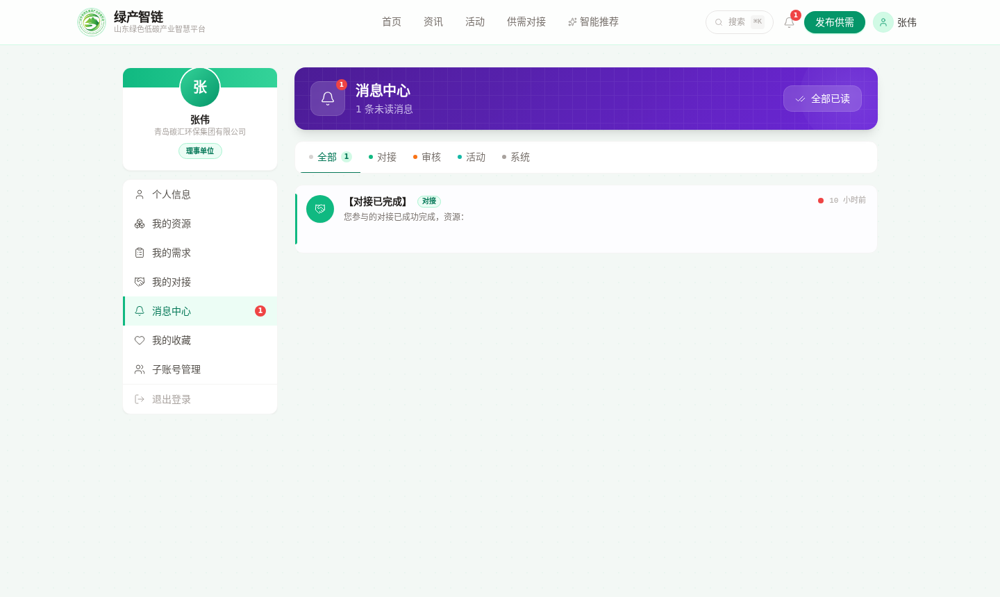 绿产智链
山东绿色低碳产业智慧平台
首页 资讯 活动 供需对接 智能推荐
搜索 ⌘K
1
发布供需
张伟
张
张伟
青岛碳汇环保集团有限公司
理事单位
个人信息
我的资源
我的需求
我的对接
消息中心 1
我的收藏
子账号管理
退出登录
1
消息中心
1 条未读消息
全部已读
全部 1 对接 审核 活动 系统
【对接已完成】 对接
10 小时前
您参与的对接已成功完成，资源：